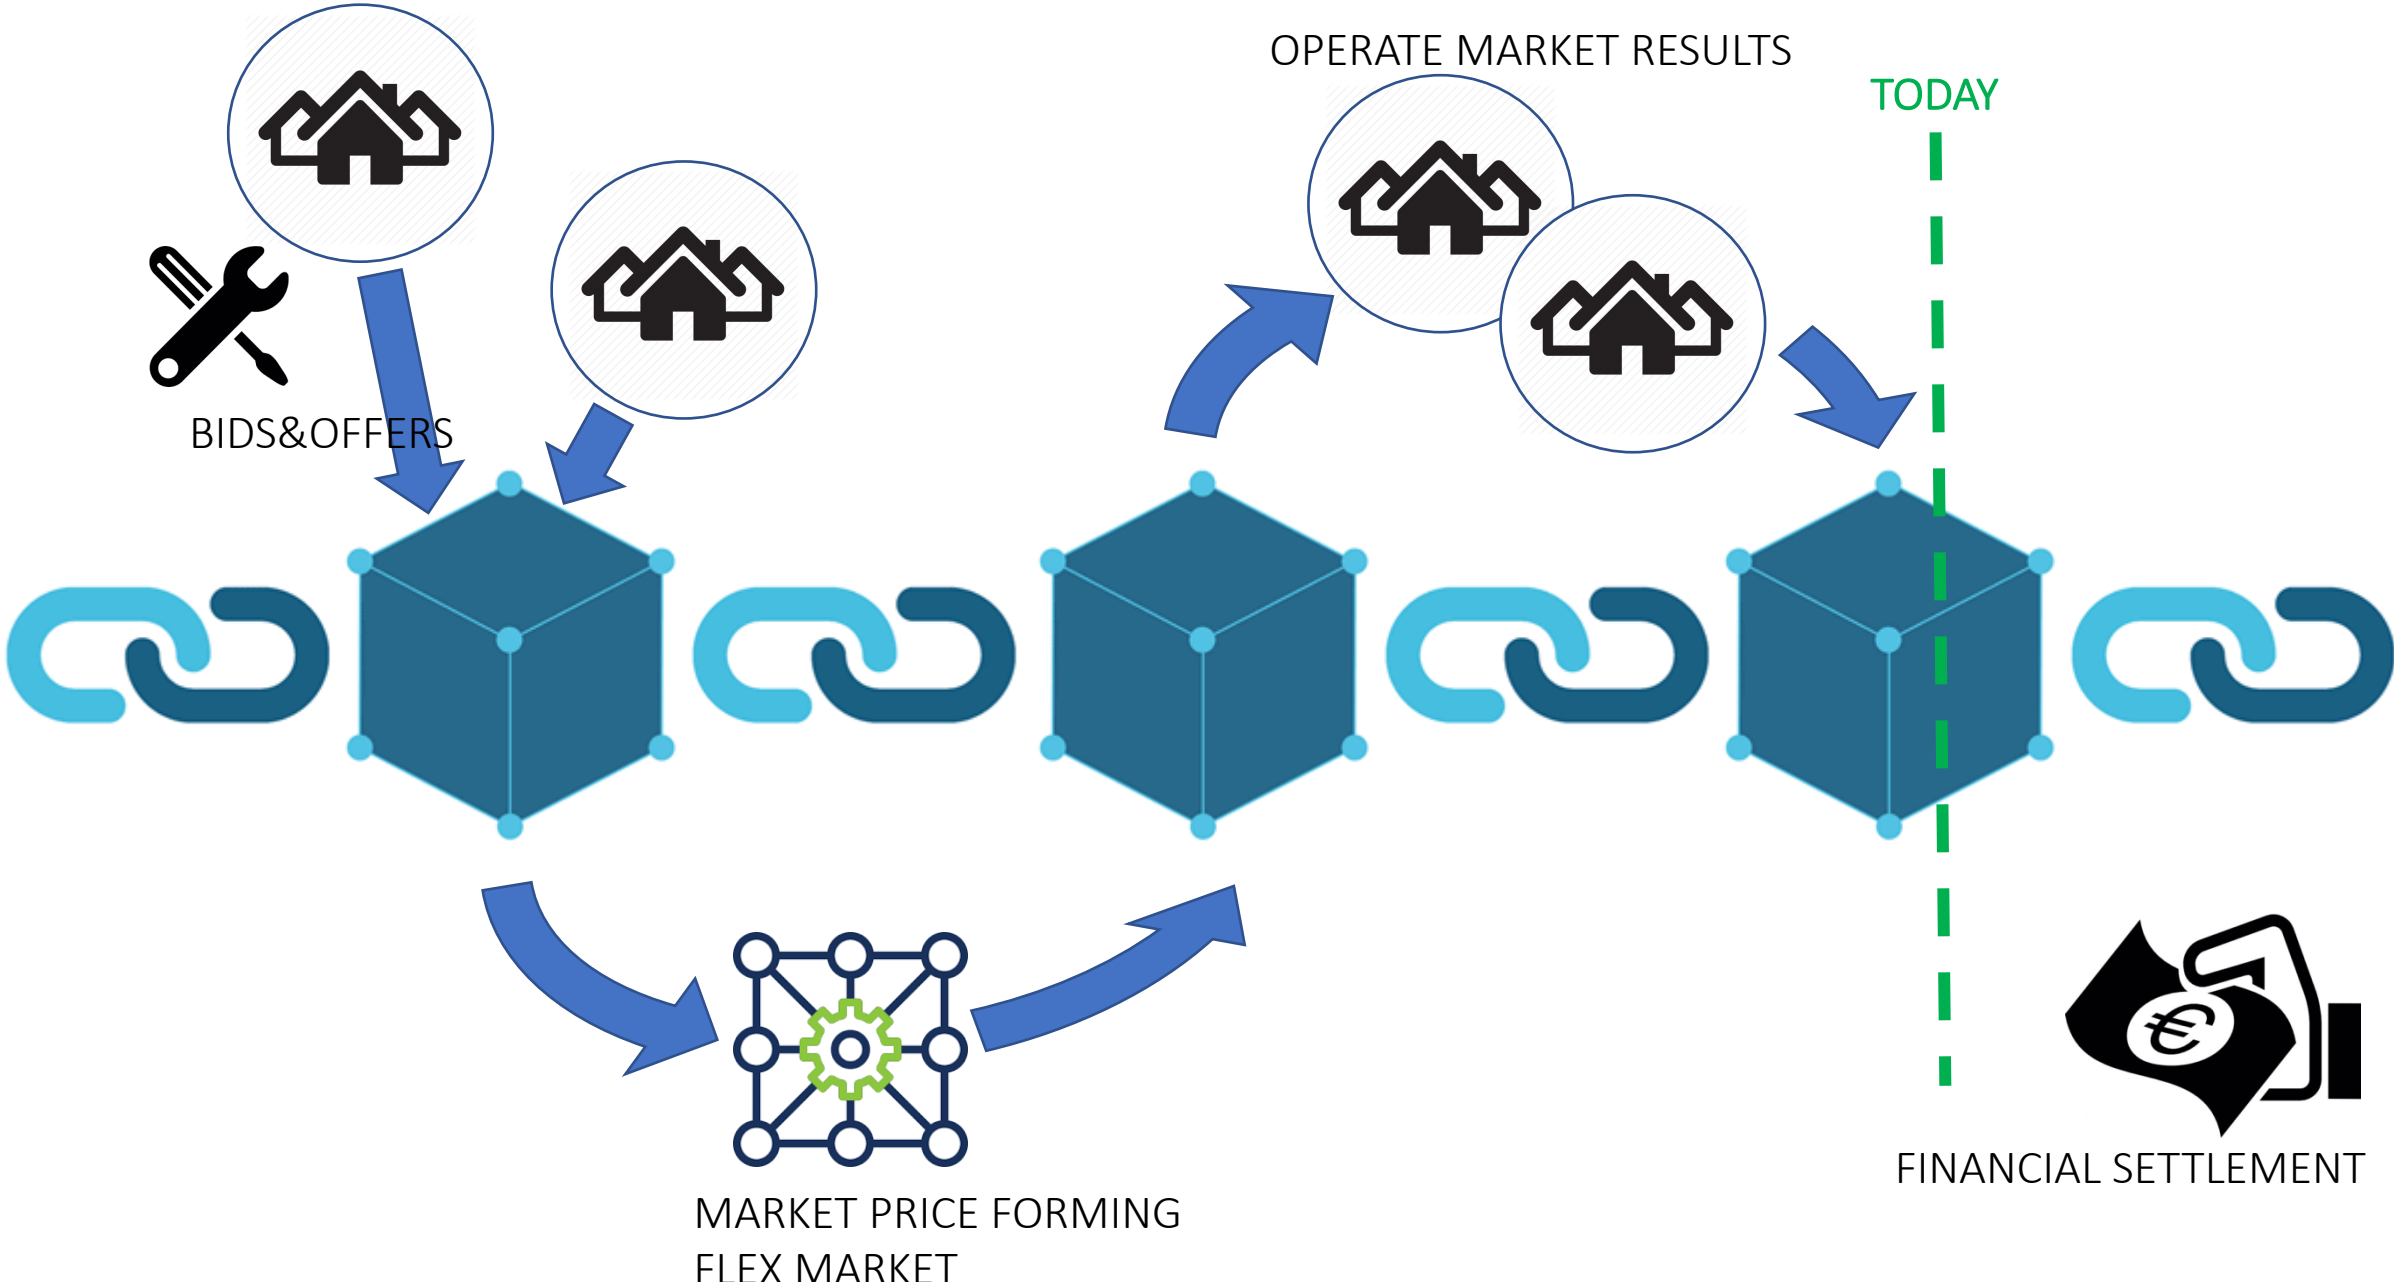 OPERATE MARKET RESULTS
TODAY
BIDS&OFFERS
€
FINANCIAL SETTLEMENT
MARKET PRICE FORMING
FLEX MARKET